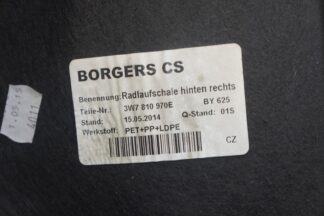 BORGERS CS
Benennung: Radlaufschale hinten rechts
Teile-Nr.: 3W7 810 970E BY 625
Stand: 15.05.2014 Q-Stand: 01S
Werkstoff: PET+PP+LDPE
CZ
4011